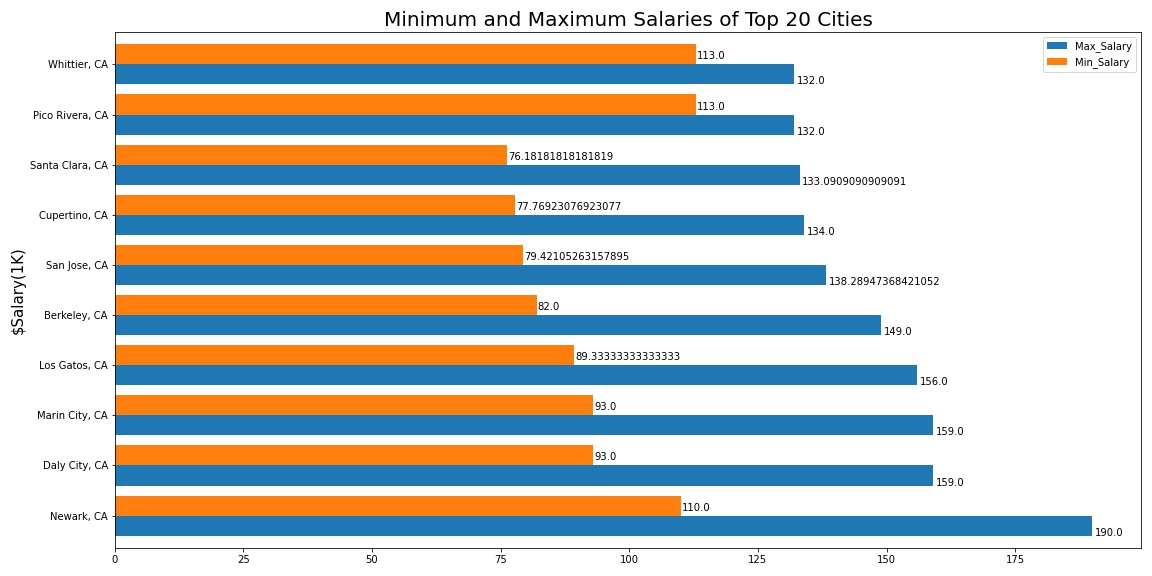 Minimum and Maximum Salaries of Top 20 Cities
Max_Salary
Min_Salary
$Salary(1K)
Whittier, CA
113.0
132.0
Pico Rivera, CA
113.0
132.0
Santa Clara, CA
76.18181818181819
133.0909090909091
Cupertino, CA
77.76923076923077
134.0
San Jose, CA
79.42105263157895
138.28947368421052
Berkeley, CA
82.0
149.0
Los Gatos, CA
89.33333333333333
156.0
Marin City, CA
93.0
159.0
Daly City, CA
93.0
159.0
Newark, CA
110.0
190.0
0 25 50 75 100 125 150 175